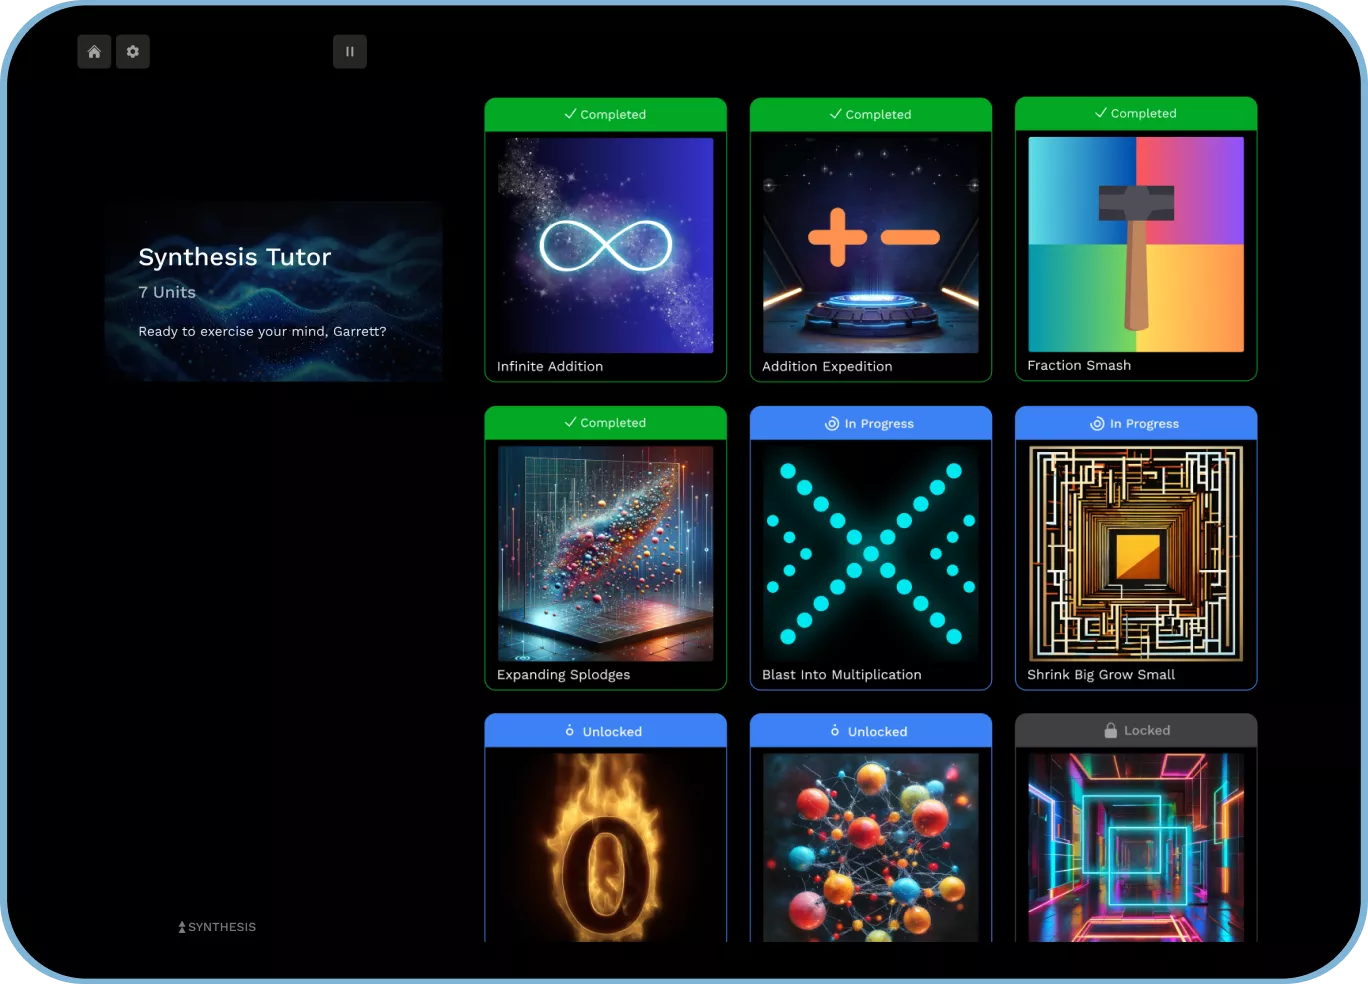 Synthesis Tutor
7 Units
Ready to exercise your mind, Garrett?
Completed
Infinite Addition
Completed
Addition Expedition
Completed
Fraction Smash
Completed
Expanding Splodges
In Progress
Blast Into Multiplication
In Progress
Shrink Big Grow Small
Unlocked
0
Unlocked
Locked
SYNTHESIS